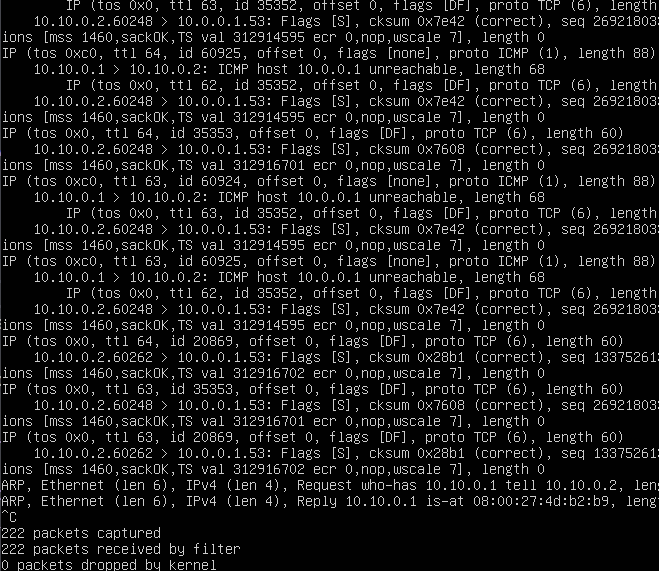 IP (tos 0x0, ttl 63, id 35352, offset 0, flags [DF], proto TCP (6), length
10.10.0.2.60248 > 10.0.0.1.53: Flags [S], cksum 0x7e42 (correct), seq 269218033
ions [mss 1460,sackOK,TS val 312914595 ecr 0,nop,wscale 7], length 0
IP (tos 0xc0, ttl 64, id 60925, offset 0, flags [none], proto ICMP (1), length 88)
10.10.0.1 > 10.10.0.2: ICMP host 10.0.0.1 unreachable, length 68
IP (tos 0x0, ttl 62, id 35352, offset 0, flags [DF], proto TCP (6), length
10.10.0.2.60248 > 10.0.0.1.53: Flags [S], cksum 0x7e42 (correct), seq 269218033
ions [mss 1460,sackOK,TS val 312914595 ecr 0,nop,wscale 7], length 0
IP (tos 0x0, ttl 64, id 35353, offset 0, flags [DF], proto TCP (6), length 60)
10.10.0.2.60248 > 10.0.0.1.53: Flags [S], cksum 0x7608 (correct), seq 269218033
ions [mss 1460,sackOK,TS val 312916701 ecr 0,nop,wscale 7], length 0
IP (tos 0xc0, ttl 63, id 60924, offset 0, flags [none], proto ICMP (1), length 88)
10.10.0.1 > 10.10.0.2: ICMP host 10.0.0.1 unreachable, length 68
IP (tos 0x0, ttl 63, id 35352, offset 0, flags [DF], proto TCP (6), length
10.10.0.2.60248 > 10.0.0.1.53: Flags [S], cksum 0x7e42 (correct), seq 269218033
ions [mss 1460,sackOK,TS val 312914595 ecr 0,nop,wscale 7], length 0
IP (tos 0xc0, ttl 63, id 60925, offset 0, flags [none], proto ICMP (1), length 88)
10.10.0.1 > 10.10.0.2: ICMP host 10.0.0.1 unreachable, length 68
IP (tos 0x0, ttl 62, id 35352, offset 0, flags [DF], proto TCP (6), length
10.10.0.2.60248 > 10.0.0.1.53: Flags [S], cksum 0x7e42 (correct), seq 269218033
ions [mss 1460,sackOK,TS val 312914595 ecr 0,nop,wscale 7], length 0
IP (tos 0x0, ttl 64, id 20869, offset 0, flags [DF], proto TCP (6), length 60)
10.10.0.2.60262 > 10.0.0.1.53: Flags [S], cksum 0x28b1 (correct), seq 133752613
ions [mss 1460,sackOK,TS val 312916702 ecr 0,nop,wscale 7], length 0
IP (tos 0x0, ttl 63, id 35353, offset 0, flags [DF], proto TCP (6), length 60)
10.10.0.2.60248 > 10.0.0.1.53: Flags [S], cksum 0x7608 (correct), seq 269218033
ions [mss 1460,sackOK,TS val 312916701 ecr 0,nop,wscale 7], length 0
IP (tos 0x0, ttl 63, id 20869, offset 0, flags [DF], proto TCP (6), length 60)
10.10.0.2.60262 > 10.0.0.1.53: Flags [S], cksum 0x28b1 (correct), seq 133752613
ions [mss 1460,sackOK,TS val 312916702 ecr 0,nop,wscale 7], length 0
ARP, Ethernet (len 6), IPv4 (len 4), Request who-has 10.10.0.1 tell 10.10.0.2, len
ARP, Ethernet (len 6), IPv4 (len 4), Reply 10.10.0.1 is-at 08:00:27:4d:b2:b9, leng
^C
222 packets captured
222 packets received by filter
0 packets dropped by kernel